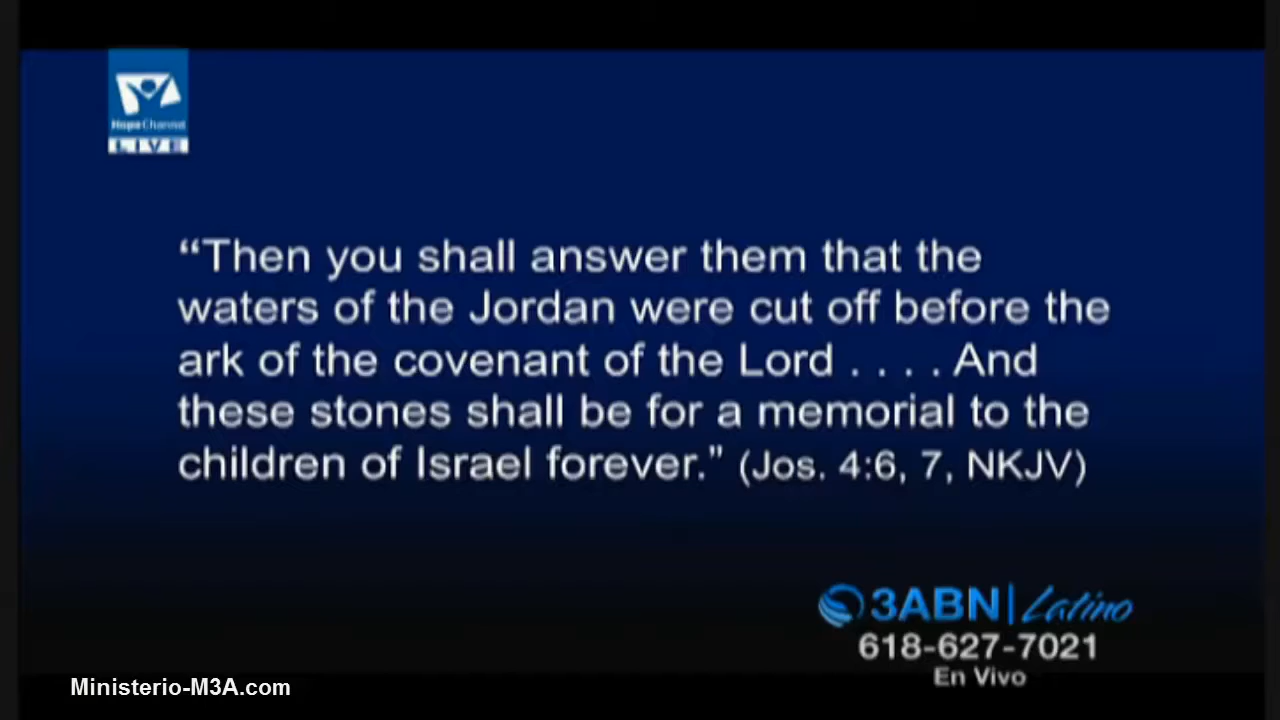 Hope Channel
LIVE
“Then you shall answer them that the
waters of the Jordan were cut off before the
ark of the covenant of the Lord . . . . And
these stones shall be for a memorial to the
children of Israel forever.” (Jos. 4:6, 7, NKJV)
3ABN Latino
618-627-7021
En Vivo
Ministerio-M3A.com